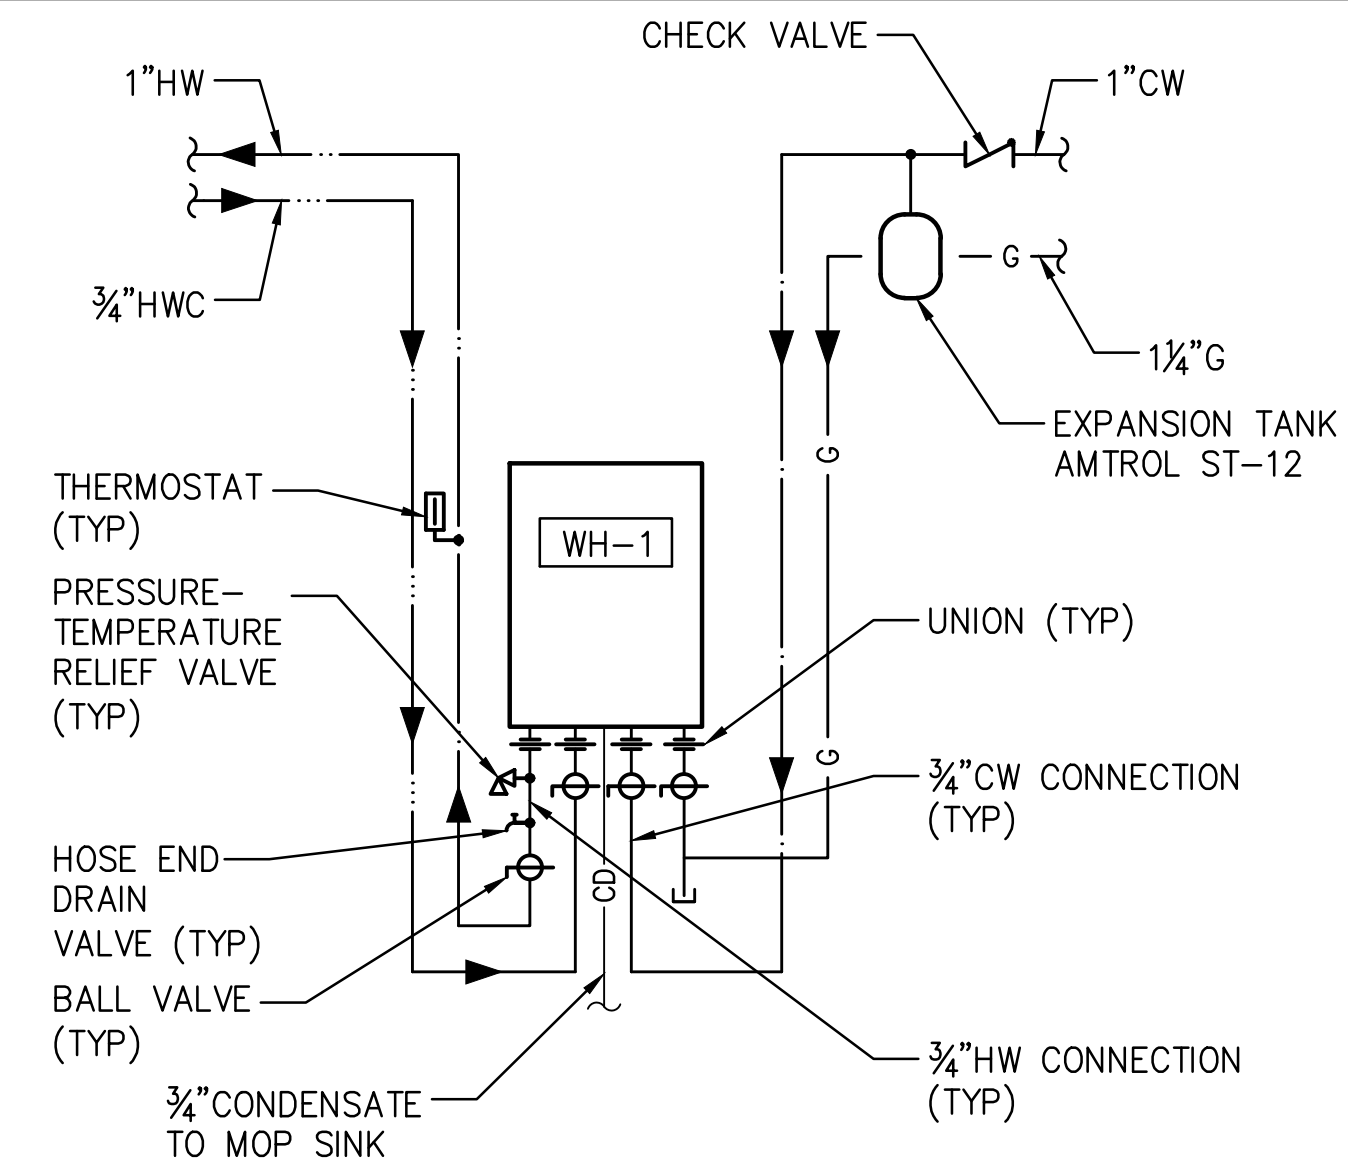 CHECK VALVE
1”HW
1”CW
¾”HWC
G
1¼”G
EXPANSION TANK
AMTROL ST-12
G
THERMOSTAT
(TYP)
WH-1
PRESSURE-
TEMPERATURE
RELIEF VALVE
(TYP)
UNION (TYP)
G
¾”CW CONNECTION
(TYP)
HOSE END
DRAIN
VALVE (TYP)
CD
BALL VALVE
(TYP)
¾”HW CONNECTION
(TYP)
¾”CONDENSATE
TO MOP SINK